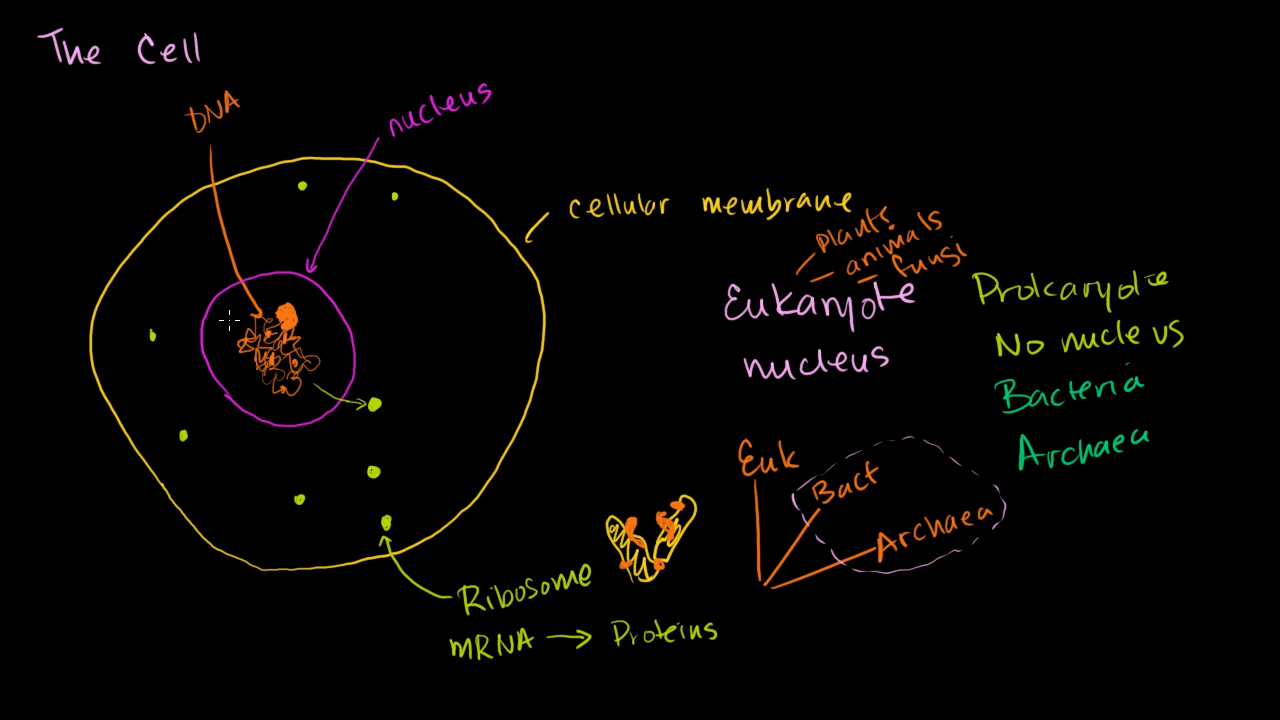 The Cell
DNA
nucleus
cellular membrane
plants
animals
fungi
Eukaryote
nucleus
Prokaryote
No nucleus
Bacteria
Archaea
Euk
Bact
Archaea
Ribosome
mRNA → Proteins